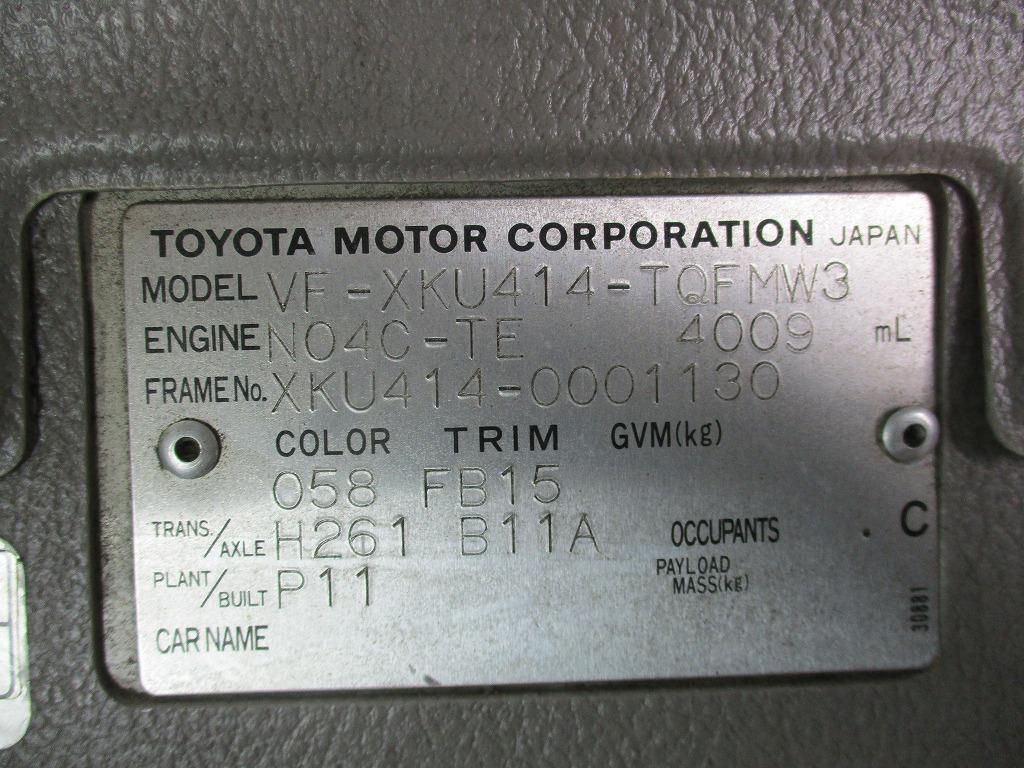 TOYOTA MOTOR CORPORATION JAPAN
MODEL VF-XKU414-TQFMW3
ENGINE N04C-TE 4009 mL
FRAME No. XKU414-0001130
COLOR TRIM GVM(kg)
058 FB15
TRANS./AXLE H261 B11A OCCUPANTS . C
PLANT/BUILT P11 PAYLOAD MASS(kg)
CAR NAME
30881